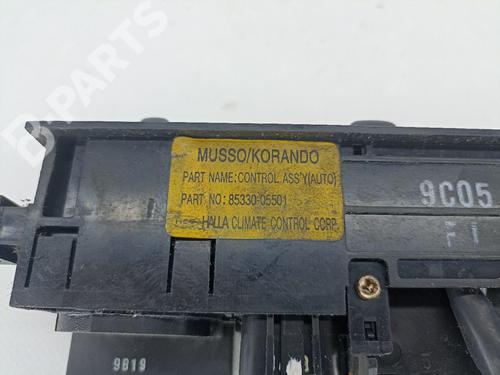 B-PARTS
MUSSO/KORANDO
PART NAME:CONTROL ASS'Y(AUTO)
PART NO: 85330-05501
HALLA CLIMATE CONTROL CORP.
9C05
F1
9B19